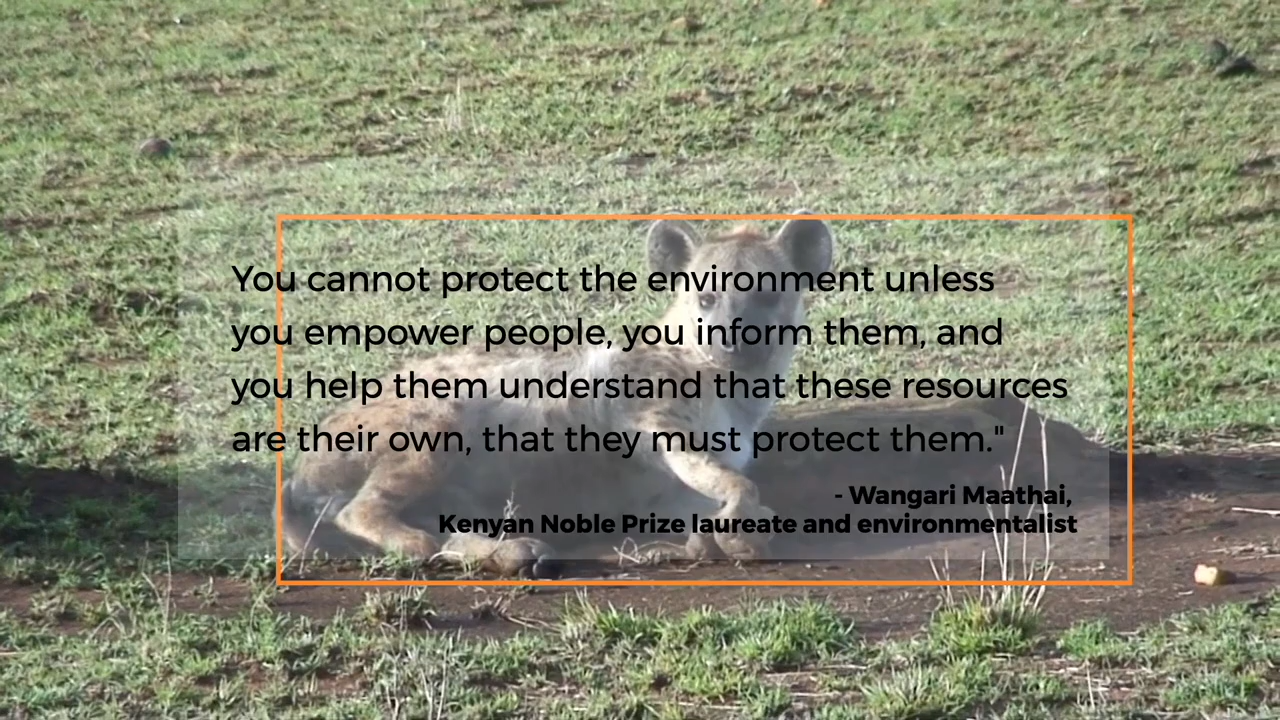 You cannot protect the environment unless
you empower people, you inform them, and
you help them understand that these resources
are their own, that they must protect them."
- Wangari Maathai,
Kenyan Noble Prize laureate and environmentalist